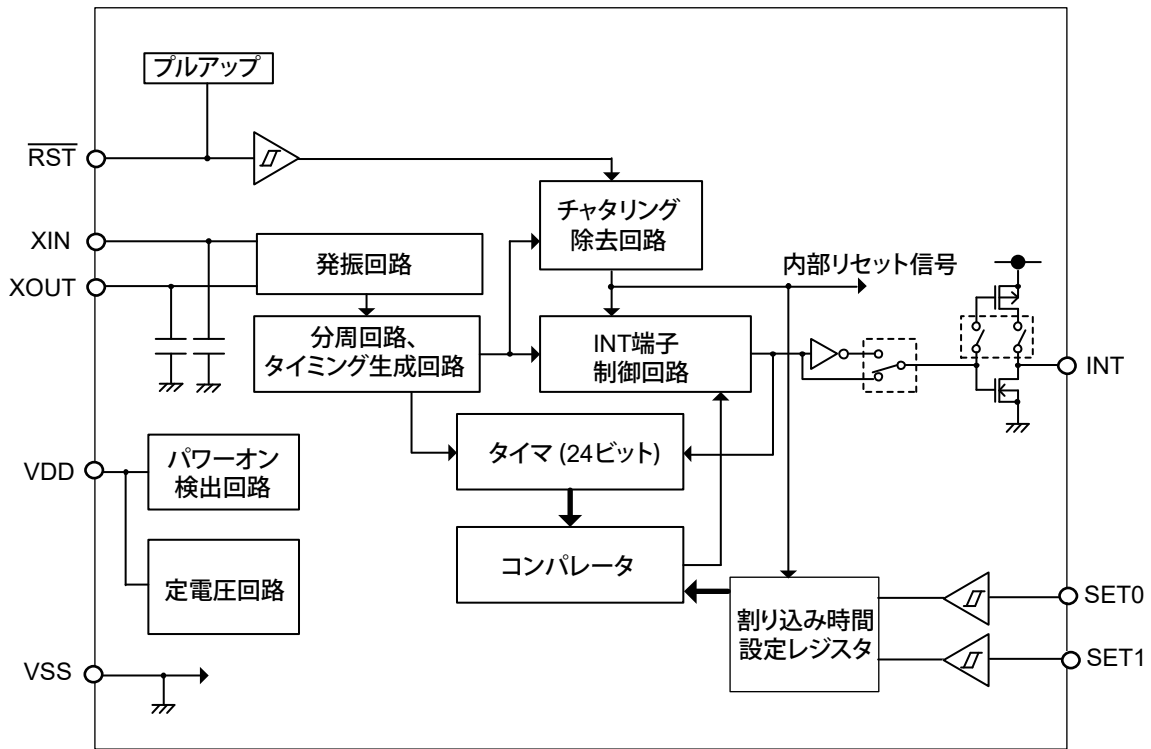 プルアップ
RST
チャタリング
除去回路
XIN
発振回路
内部リセット信号
XOUT
分周回路、
タイミング生成回路
INT端子
制御回路
INT
タイマ (24ビット)
VDD
パワーオン
検出回路
コンパレータ
定電圧回路
割り込み時間
設定レジスタ
SET0
SET1
VSS